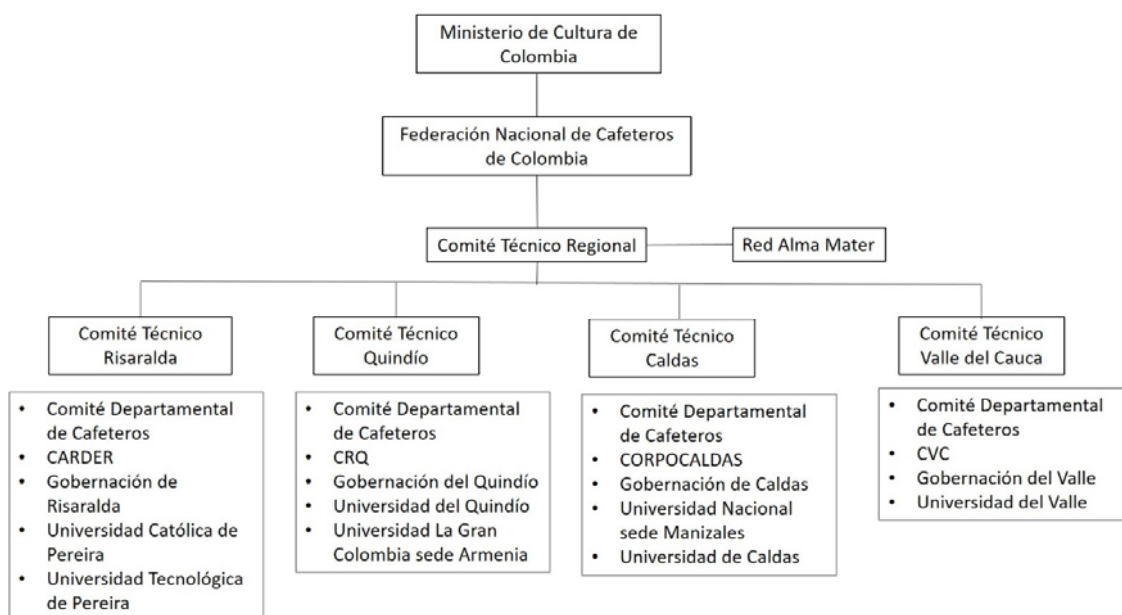 Ministerio de Cultura de
Colombia
Federación Nacional de Cafeteros
de Colombia
Comité Técnico Regional
Red Alma Mater
Comité Técnico
Risaralda
Comité Técnico
Quindío
Comité Técnico
Caldas
Comité Técnico
Valle del Cauca
• Comité Departamental
de Cafeteros
• CARDER
• Gobernación de
Risaralda
• Universidad Católica de
Pereira
• Universidad Tecnológica
de Pereira
• Comité Departamental
de Cafeteros
• CRQ
• Gobernación del Quindío
• Universidad del Quindío
• Universidad La Gran
Colombia sede Armenia
• Comité Departamental
de Cafeteros
• CORPOCALDAS
• Gobernación de Caldas
• Universidad Nacional
sede Manizales
• Universidad de Caldas
• Comité Departamental
de Cafeteros
• CVC
• Gobernación del Valle
• Universidad del Valle